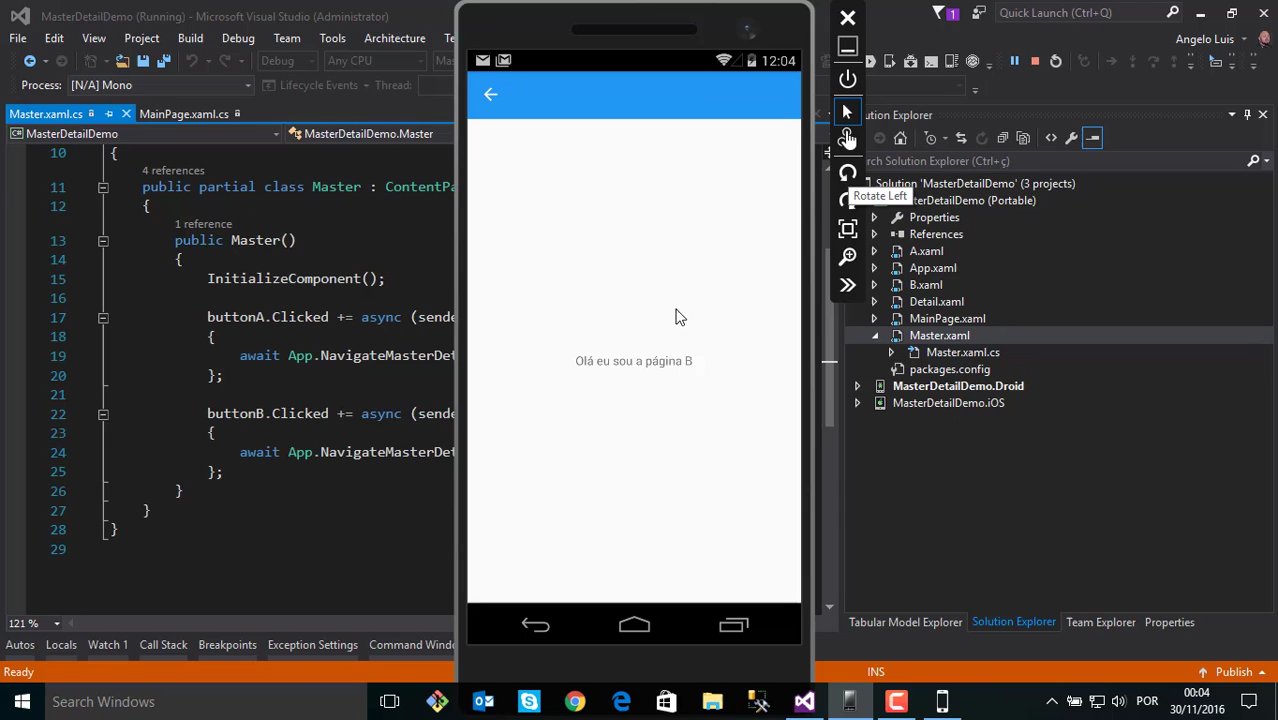 MasterDetailDemo (Running) - Microsoft Visual Studio (Administrator)
Quick Launch (Ctrl+Q)
1
File Edit View Project Build Debug Team Tools Architecture
Angelo Luis
Debug Any CPU
Process: [N/A] Mono Lifecycle Events Thread:
Master.xaml.cs MainPage.xaml.cs
MasterDetailDemo MasterDetailDemo.Master
10 {
4 references
11 public partial class Master : ContentPa
12 {
1 reference
13 public Master()
14 {
15 InitializeComponent();
16
17 buttonA.Clicked += async (sende
18 {
19 await App.NavigateMasterDet
20 };
21
22 buttonB.Clicked += async (sende
23 {
24 await App.NavigateMasterDet
25 };
26 }
27 }
28 }
29
121 %
Autos Locals Watch 1 Call Stack Breakpoints Exception Settings Command Window
Ready
12:04
Olá eu sou a página B
Rotate Left
Solution Explorer
Search Solution Explorer (Ctrl+ç)
Solution 'MasterDetailDemo' (3 projects)
MasterDetailDemo (Portable)
Properties
References
A.xaml
App.xaml
B.xaml
Detail.xaml
MainPage.xaml
Master.xaml
Master.xaml.cs
packages.config
MasterDetailDemo.Droid
MasterDetailDemo.iOS
Tabular Model Explorer Solution Explorer Team Explorer Properties
INS
Publish
Search Windows
POR
00:04
30/11/2016